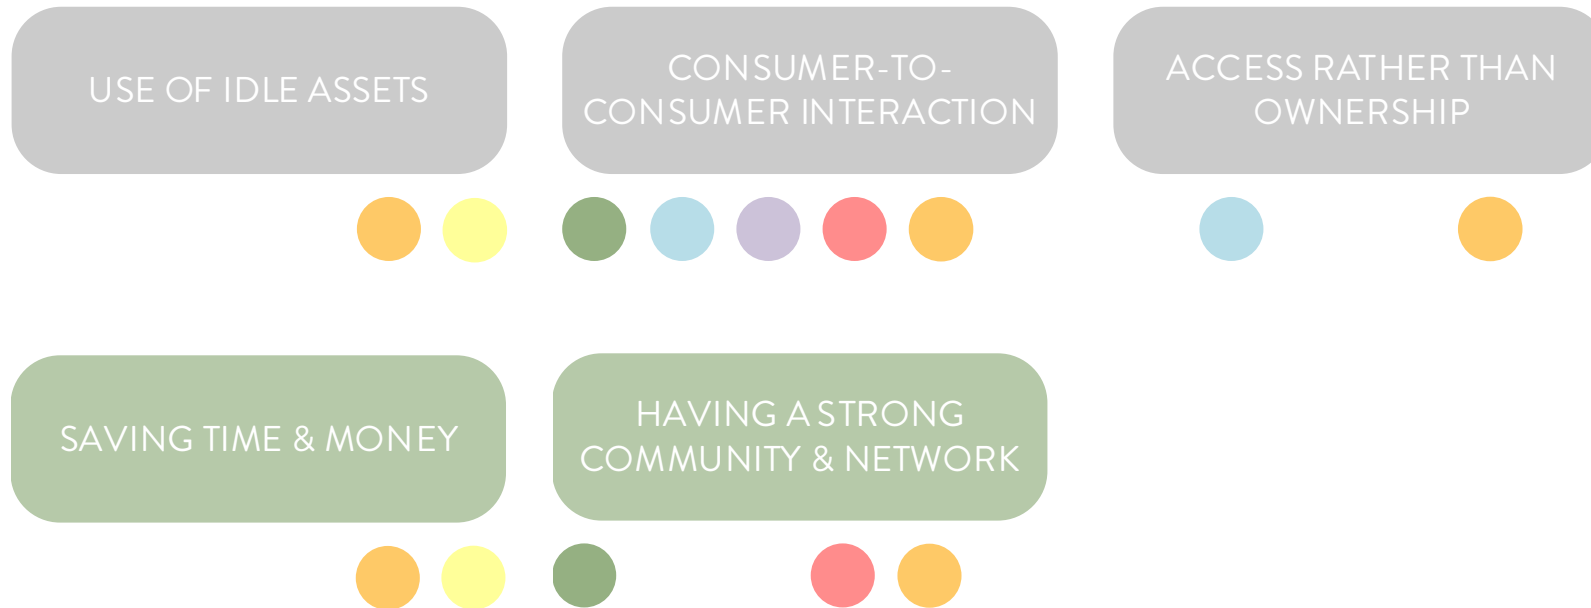 USE OF IDLE ASSETS
CONSUMER-TO-
CONSUMER INTERACTION
ACCESS RATHER THAN
OWNERSHIP
SAVING TIME & MONEY
HAVING A STRONG
COMMUNITY & NETWORK